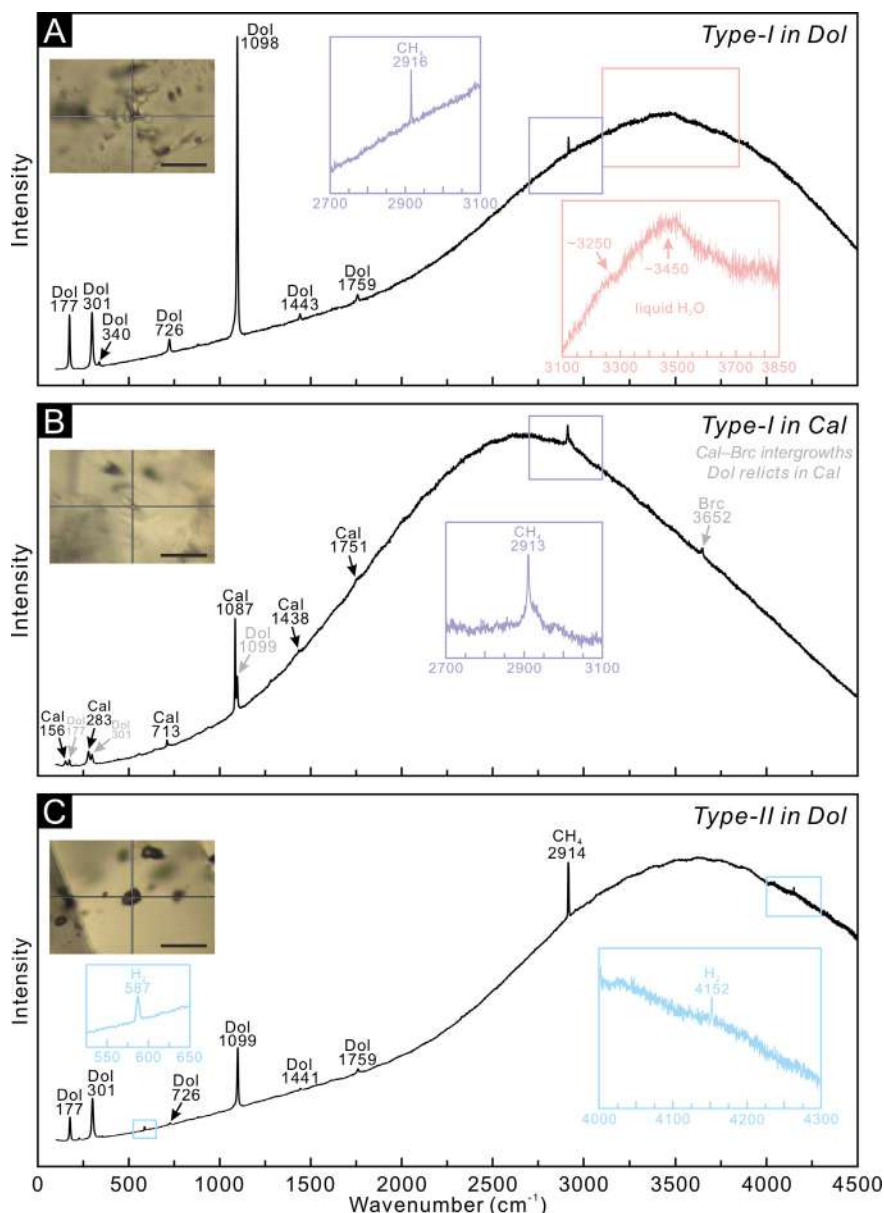 A
Type-I in Dol
Dol
1098
CH₄
2916
2700 2900 3100
~3250
~3450
liquid H₂O
3100 3300 3500 3700 3850
Dol
177
Dol
301
Dol
340
Dol
726
Dol
1443
Dol
1759
Intensity
B
Type-I in Cal
Cal–Brc intergrowths
Dol relicts in Cal
Brc
3652
CH₄
2913
2700 2900 3100
Cal
1751
Cal
1087
Cal
1438
Dol
1099
Cal
156
Dol
177
Cal
283
Dol
301
Cal
713
Intensity
C
Type-II in Dol
CH₄
2914
H₂
587
550 600 650
H₂
4152
4000 4100 4200 4300
Dol
177
Dol
301
Dol
726
Dol
1099
Dol
1441
Dol
1759
Intensity
0 500 1000 1500 2000 2500 3000 3500 4000 4500
Wavenumber (cm⁻¹)